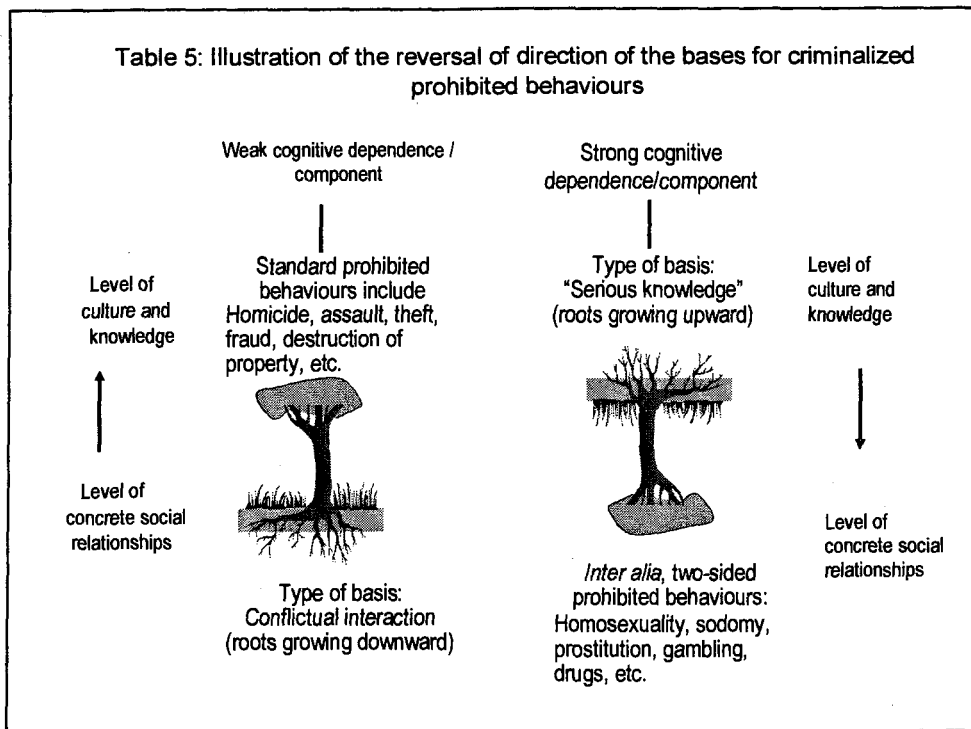 Table 5: Illustration of the reversal of direction of the bases for criminalized
prohibited behaviours
Weak cognitive dependence /
component
Strong cognitive
dependence/component
Level of
culture and
knowledge
Standard prohibited
behaviours include
Homicide, assault, theft,
fraud, destruction of
property, etc.
Type of basis:
"Serious knowledge"
(roots growing upward)
Level of
culture and
knowledge
Level of
concrete social
relationships
Type of basis:
Conflictual interaction
(roots growing downward)
Inter alia, two-sided
prohibited behaviours:
Homosexuality, sodomy,
prostitution, gambling,
drugs, etc.
Level of
concrete social
relationships